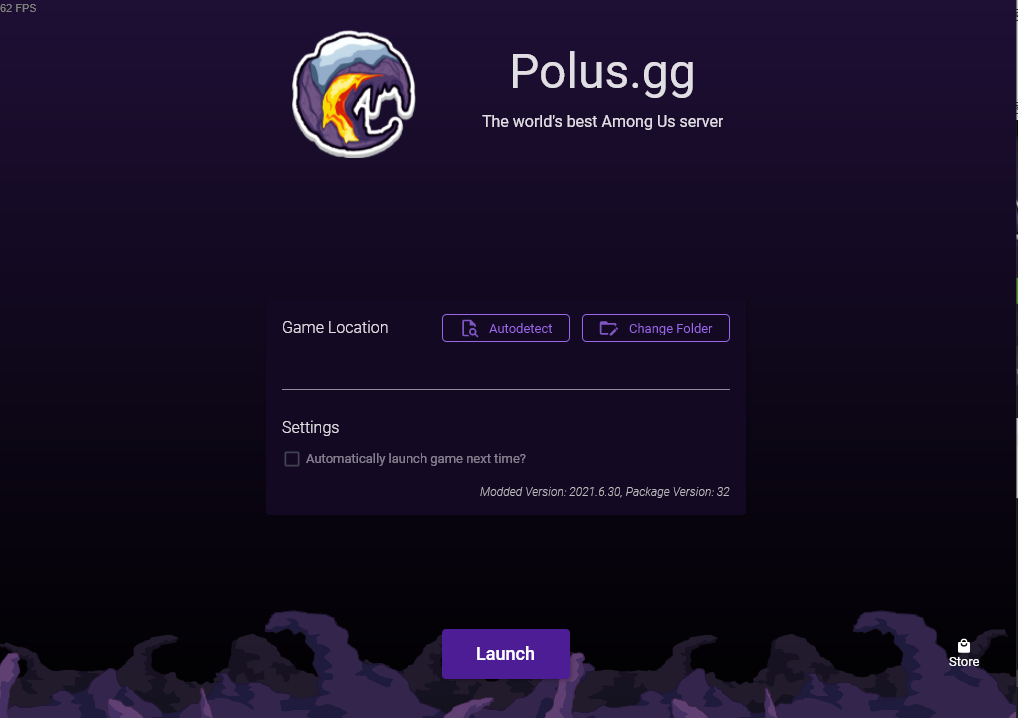 62 FPS
AM
Polus.gg
The world's best Among Us server
Game Location
Autodetect
Change Folder
Settings
Automatically launch game next time?
Modded Version: 2021.6.30, Package Version: 32
Launch
Store